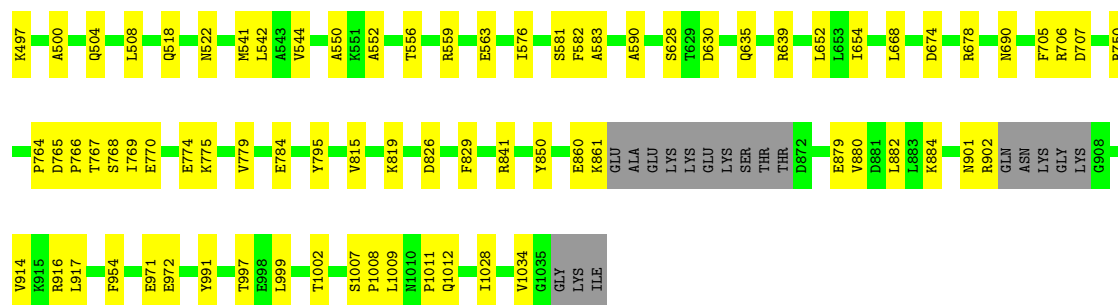 K497 A500 Q504 L508 Q518 N522 M541 L542 A543 V544 A550 K551 A552 T556 R559 E563 I576 S581 F582 A583 A590 S628 T629 D630 Q635 R639 L652 L653 I654 L668 D674 R678 N690 F705 R706 D707
P764 D765 P766 T767 S768 I769 E770 E774 K775 V779 E784 Y795 V815 K819 D826 F829 R841 Y850 E860 K861 GLU ALA GLU LYS LYS GLU LYS SER THR THR D872 E879 V880 D881 L882 L883 K884 N901 R902 GLN ASN LYS GLY LYS G908
V914 K915 R916 L917 F954 E971 E972 Y991 T997 E998 L999 T1002 S1007 P1008 L1009 N1010 P1011 Q1012 I1028 V1034 G1035 GLY LYS ILE